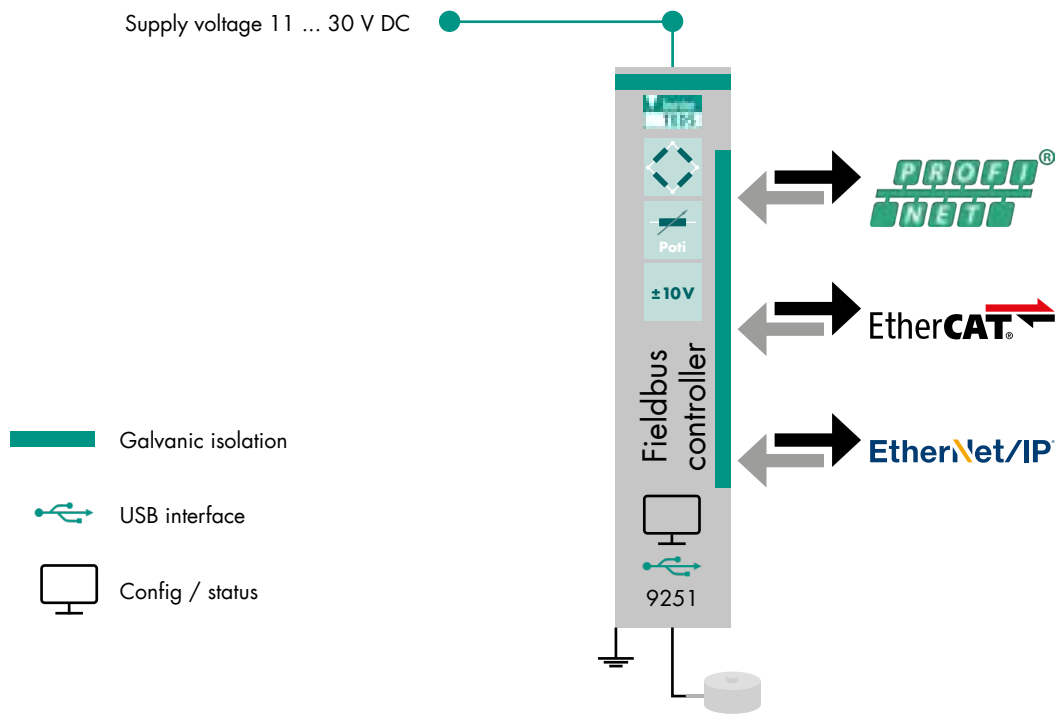 Supply voltage 11 ... 30 V DC
TEDS
Poti
±10V
Fieldbus
controller
9251
PROFI®
NET
EtherCAT®
EtherNet/IP
Galvanic isolation
USB interface
Config / status